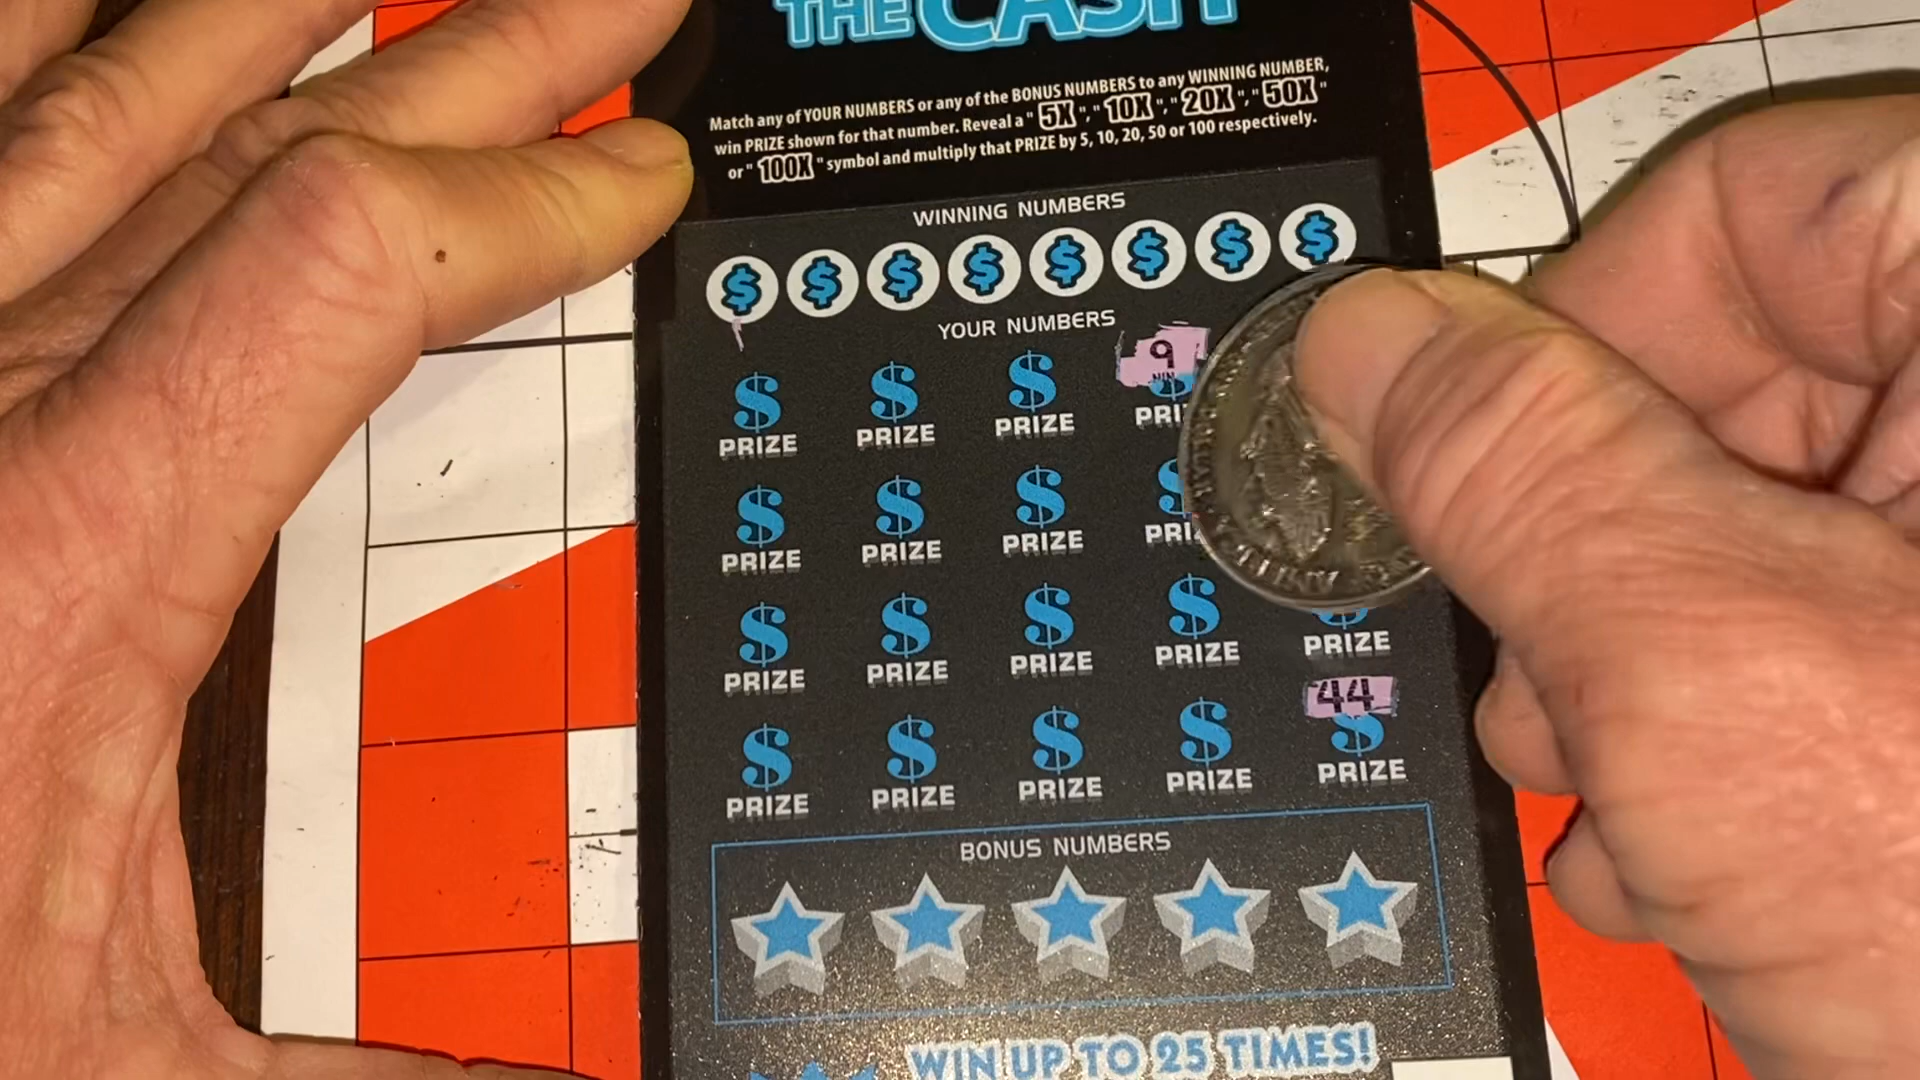 THE CASH
Match any of YOUR NUMBERS or any of the BONUS NUMBERS to any WINNING NUMBER,
win PRIZE shown for that number. Reveal a "5X", "10X", "20X", "50X"
or "100X" symbol and multiply that PRIZE by 5, 10, 20, 50 or 100 respectively.
WINNING NUMBERS
$ $ $ $ $ $ $ $
YOUR NUMBERS
9
$ $ $ $
PRIZE PRIZE PRIZE PRI
$ $ $ $
PRIZE PRIZE PRIZE PRI
$ $ $ $ $
PRIZE PRIZE PRIZE PRIZE PRIZE
44
$ $ $ $ $
PRIZE PRIZE PRIZE PRIZE PRIZE
BONUS NUMBERS
WIN UP TO 25 TIMES!